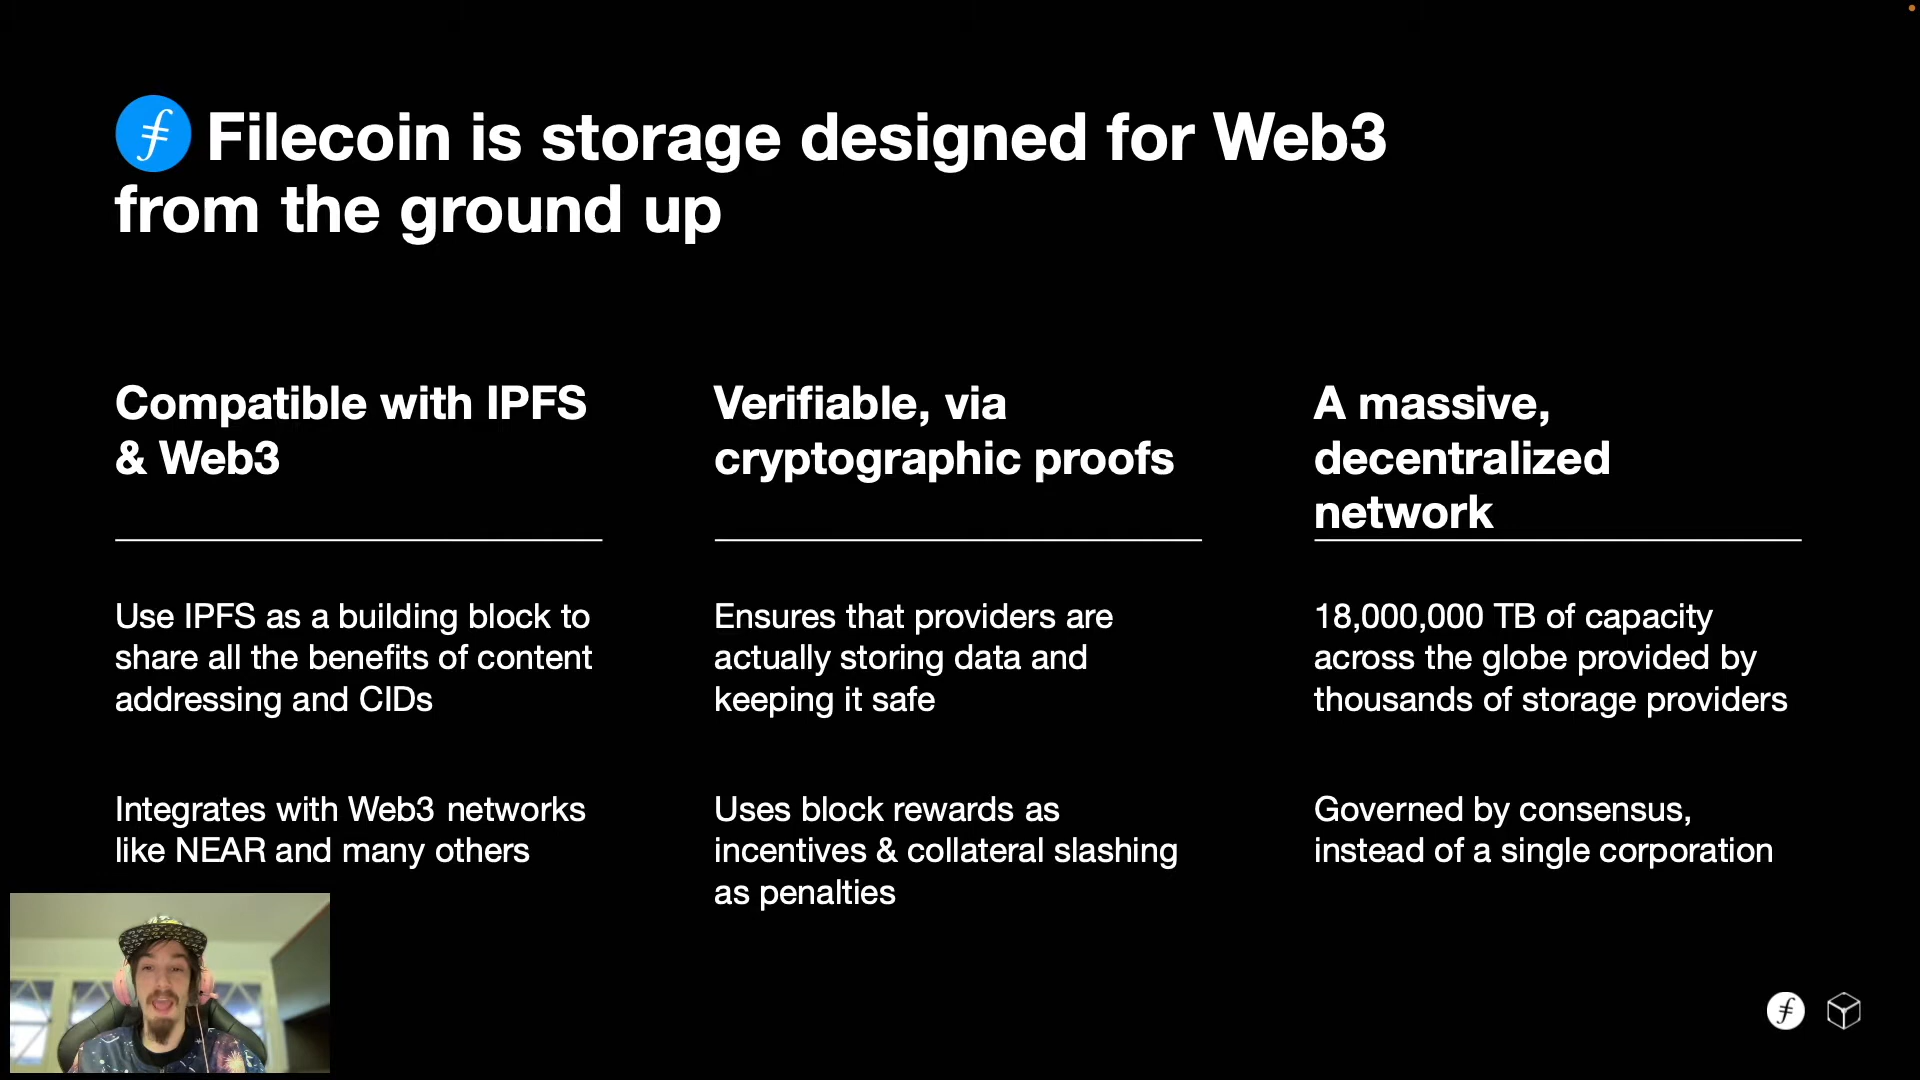 Filecoin is storage designed for Web3
from the ground up
Compatible with IPFS
& Web3
Use IPFS as a building block to
share all the benefits of content
addressing and CIDs
Integrates with Web3 networks
like NEAR and many others
Verifiable, via
cryptographic proofs
Ensures that providers are
actually storing data and
keeping it safe
Uses block rewards as
incentives & collateral slashing
as penalties
A massive,
decentralized
network
18,000,000 TB of capacity
across the globe provided by
thousands of storage providers
Governed by consensus,
instead of a single corporation